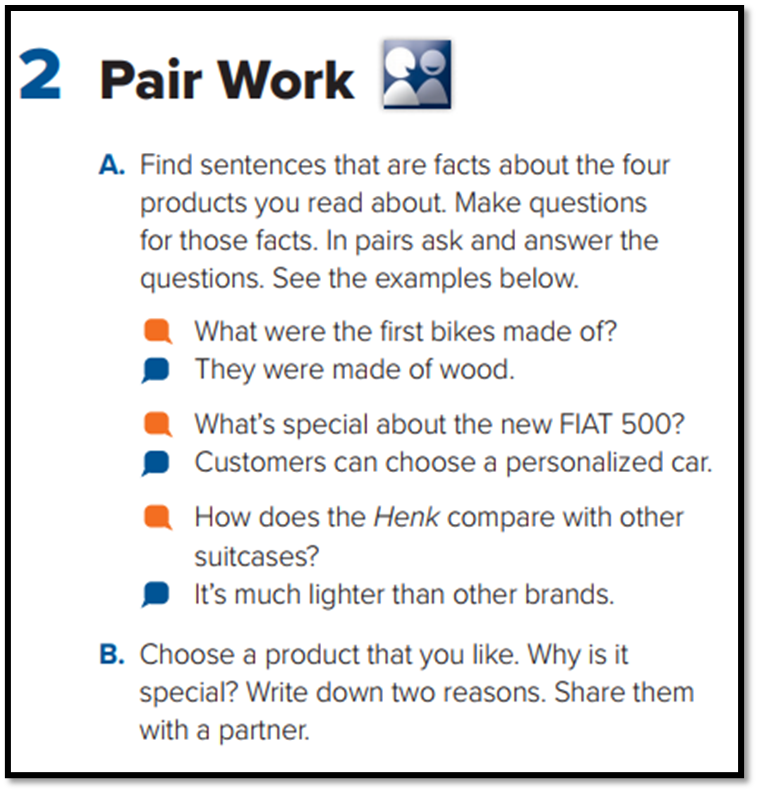 2 Pair Work
A. Find sentences that are facts about the four
products you read about. Make questions
for those facts. In pairs ask and answer the
questions. See the examples below.
What were the first bikes made of?
They were made of wood.
What's special about the new FIAT 500?
Customers can choose a personalized car.
How does the Henk compare with other
suitcases?
It's much lighter than other brands.
B. Choose a product that you like. Why is it
special? Write down two reasons. Share them
with a partner.